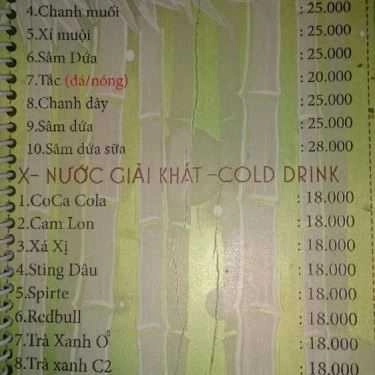 4.Chanh muối : 25.000
5.Xí muội : 25.000
6.Sâm Dứa : 25.000
7.Tắc (đá/nóng) : 20.000
8.Chanh dây : 25.000
9.Sâm dứa : 25.000
10.Sâm dứa sữa : 28.000
X- NƯỚC GIẢI KHÁT -COLD DRINK
1.CoCa Cola : 18.000
2.Cam Lon : 18.000
3.Xá Xị : 18.000
4.Sting Dâu : 18.000
5.Spirte : 18.000
6.Redbull : 18.000
7.Trà Xanh Oº : 18.000
8.Trà xanh C2 : 18.000